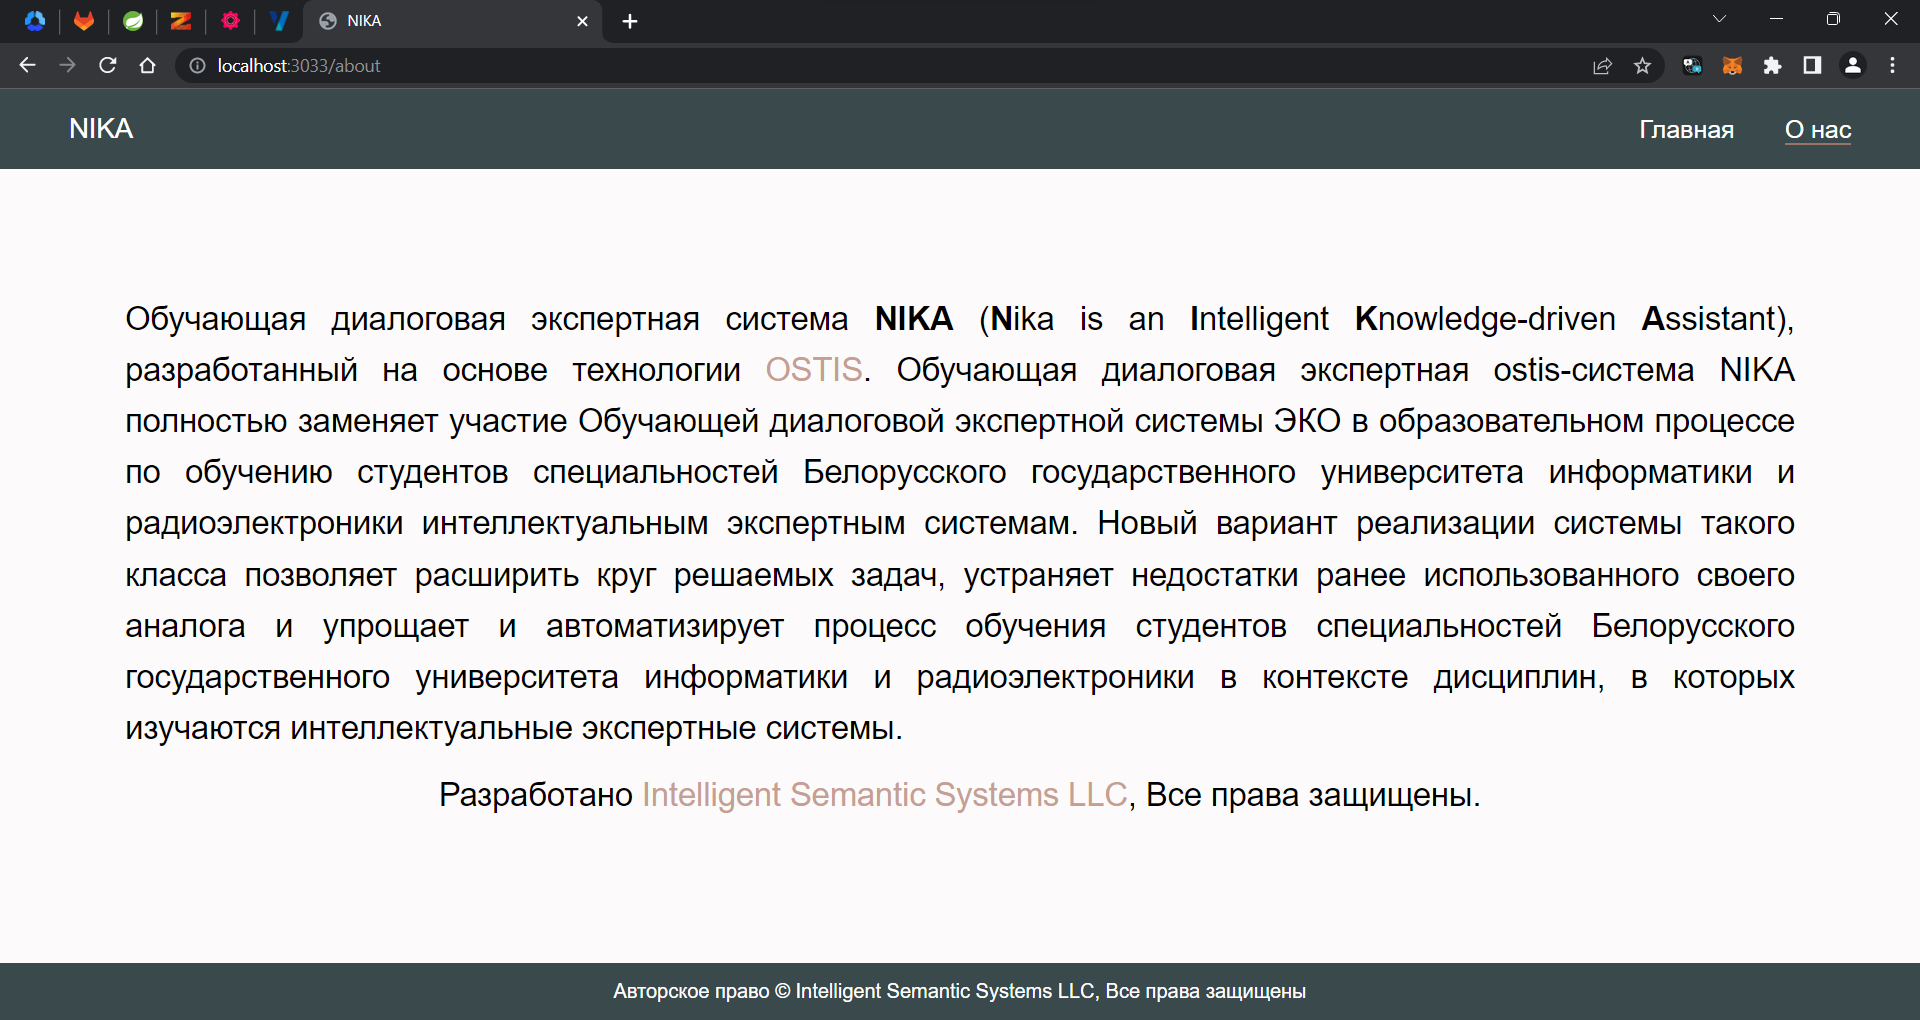 NIKA
localhost:3033/about
NIKA
Главная
О нас
Обучающая диалоговая экспертная система NIKA (Nika is an Intelligent Knowledge-driven Assistant),
разработанный на основе технологии OSTIS. Обучающая диалоговая экспертная ostis-система NIKA
полностью заменяет участие Обучающей диалоговой экспертной системы ЭКО в образовательном процессе
по обучению студентов специальностей Белорусского государственного университета информатики и
радиоэлектроники интеллектуальным экспертным системам. Новый вариант реализации системы такого
класса позволяет расширить круг решаемых задач, устраняет недостатки ранее использованного своего
аналога и упрощает и автоматизирует процесс обучения студентов специальностей Белорусского
государственного университета информатики и радиоэлектроники в контексте дисциплин, в которых
изучаются интеллектуальные экспертные системы.
Разработано Intelligent Semantic Systems LLC, Все права защищены.
Авторское право © Intelligent Semantic Systems LLC, Все права защищены